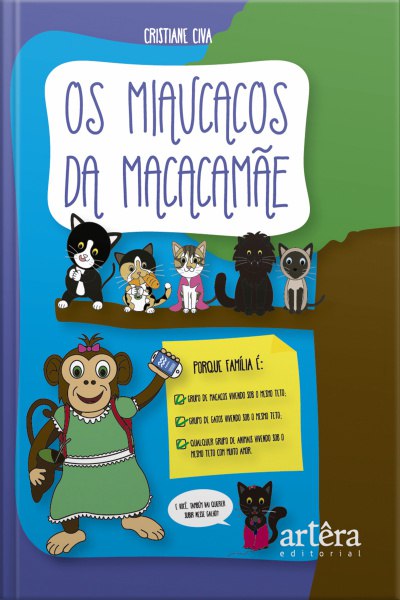 CRISTIANE CIVA
OS MIAUCACOS
DA MACACAMÃE
PORQUE FAMÍLIA É:
GRUPO DE MACACOS VIVENDO SOB O MESMO TETO;
GRUPO DE GATOS VIVENDO SOB O MESMO TETO;
QUALQUER GRUPO DE ANIMAIS VIVENDO SOB O
MESMO TETO COM MUITO AMOR.
E VOCÊ, TAMBÉM VAI QUERER
SUBIR NESSE GALHO?
artêra
editorial